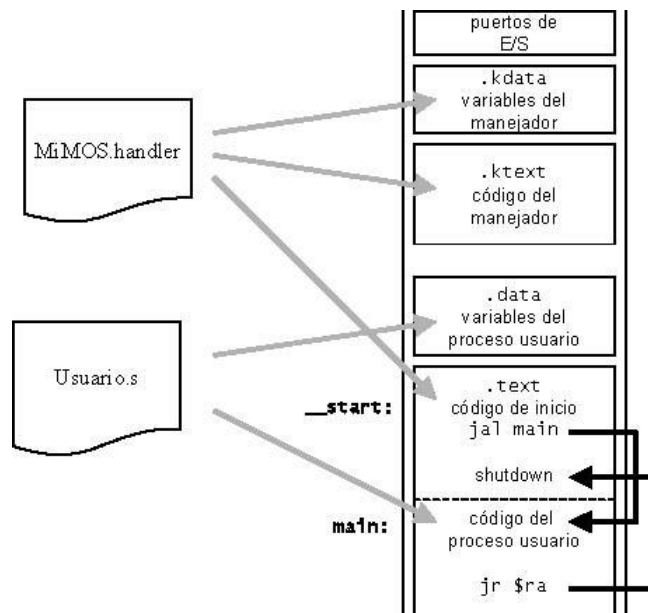 puertos de
E/S
.kdata
variables del
manejador
MiMOS.handler
.ktext
código del
manejador
.data
variables del
proceso usuario
Usuario.s
.text
__start:
código de inicio
jal main
shutdown
main:
código del
proceso usuario
jr $ra